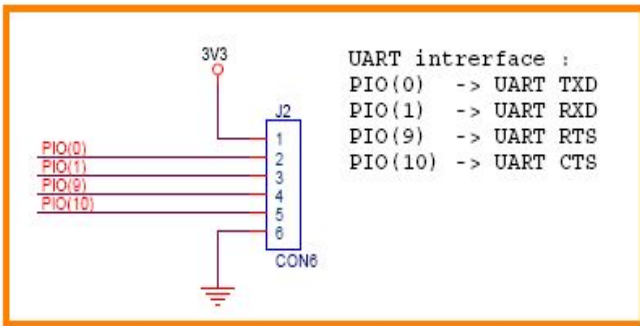 3V3
J2
1
2
3
4
5
6
CON6
PIO(0)
PIO(1)
PIO(9)
PIO(10)
UART intrerface :
PIO(0) -> UART TXD
PIO(1) -> UART RXD
PIO(9) -> UART RTS
PIO(10) -> UART CTS